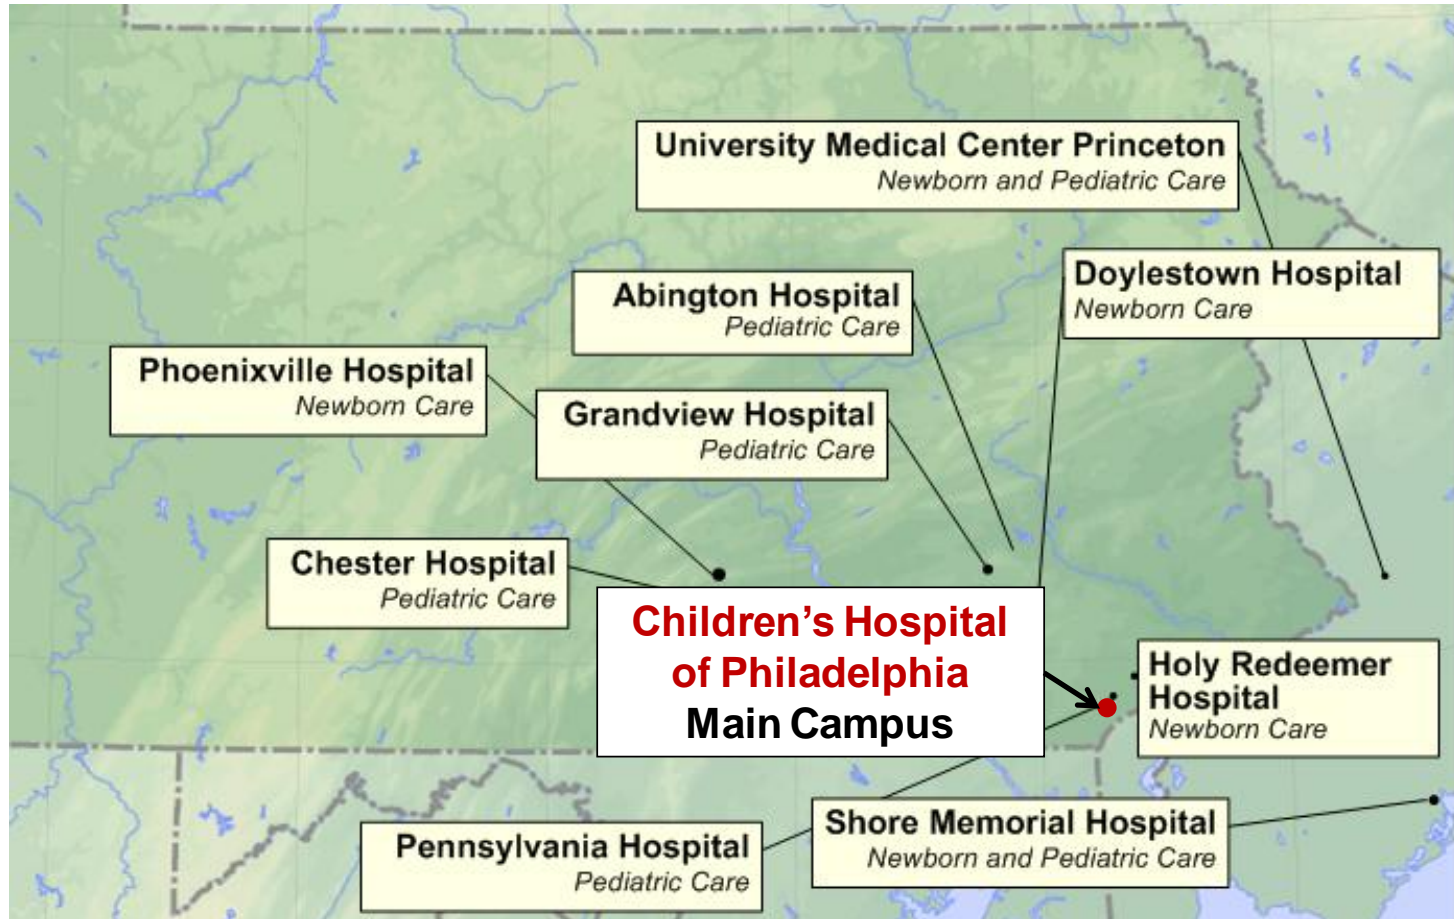 University Medical Center Princeton
Newborn and Pediatric Care
Abington Hospital
Pediatric Care
Doylestown Hospital
Newborn Care
Phoenixville Hospital
Newborn Care
Grandview Hospital
Pediatric Care
Chester Hospital
Pediatric Care
Children’s Hospital
of Philadelphia
Main Campus
Holy Redeemer
Hospital
Newborn Care
Shore Memorial Hospital
Newborn and Pediatric Care
Pennsylvania Hospital
Pediatric Care